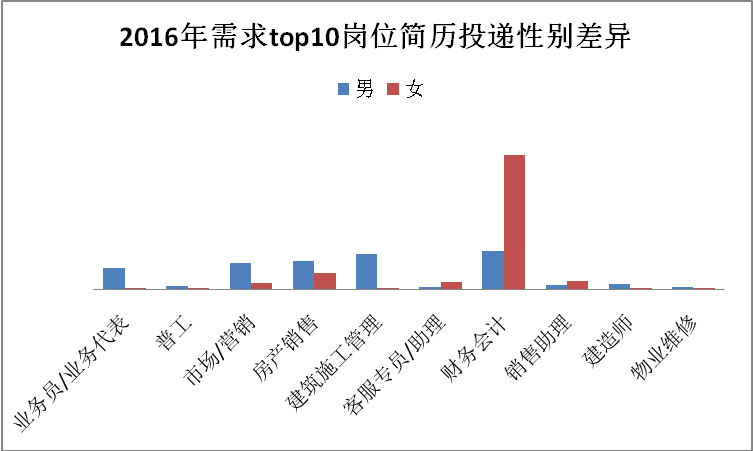 2016年需求top10岗位简历投递性别差异
男 女
业务员/业务代表
普工
市场/营销
房产销售
建筑施工管理
客服专员/助理
财务会计
销售助理
建造师
物业维修